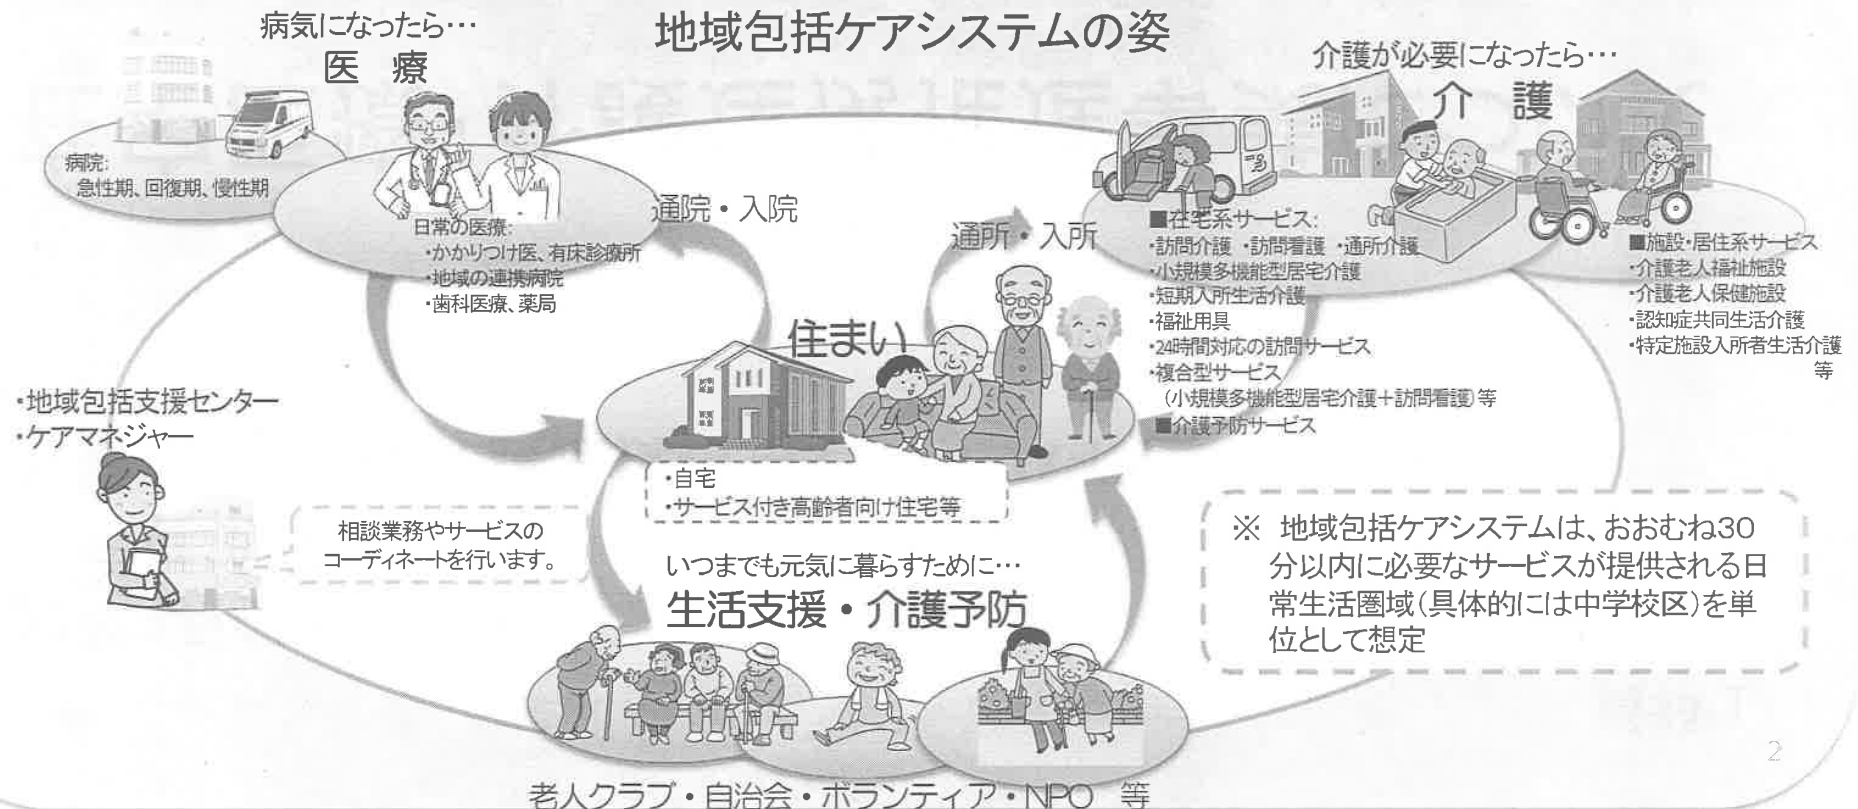 地域包括ケアシステムの姿
病気になったら…
医 療
病院:
急性期、回復期、慢性期
日常の医療:
・かかりつけ医、有床診療所
・地域の連携病院
・歯科医療、薬局
通院・入院
介護が必要になったら…
介 護
通所・入所
■在宅系サービス:
・訪問介護 ・訪問看護 ・通所介護
・小規模多機能型居宅介護
・短期入所生活介護
・福祉用具
・24時間対応の訪問サービス
・複合型サービス
(小規模多機能型居宅介護+訪問看護)等
■介護予防サービス
■施設・居住系サービス
・介護老人福祉施設
・介護老人保健施設
・認知症共同生活介護
・特定施設入所者生活介護
等
住まい
・自宅
・サービス付き高齢者向け住宅等
・地域包括支援センター
・ケアマネジャー
相談業務やサービスの
コーディネートを行います。
いつまでも元気に暮らすために…
生活支援・介護予防
老人クラブ・自治会・ボランティア・NPO 等
※ 地域包括ケアシステムは、おおむね30
分以内に必要なサービスが提供される日
常生活圏域(具体的には中学校区)を単
位として想定
2